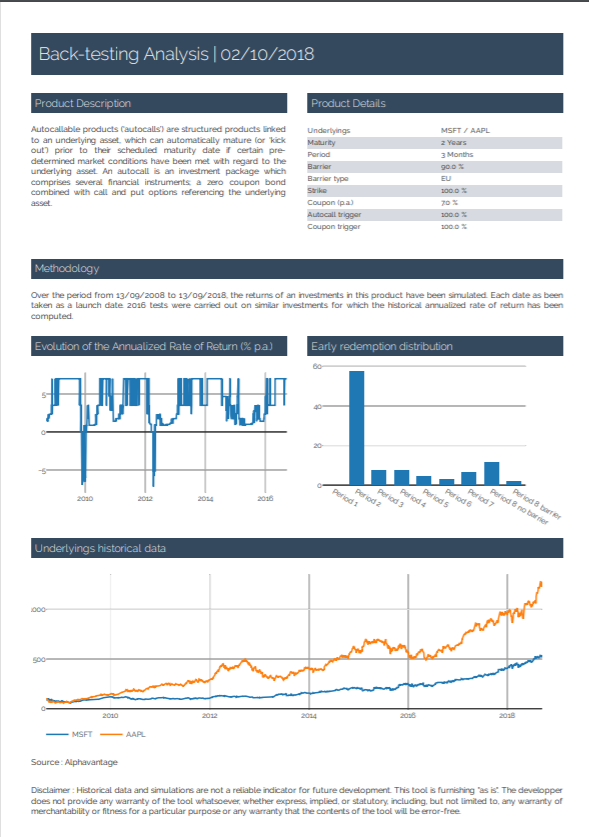 Back-testing Analysis | 02/10/2018
Product Description
Autocallable products ('autocalls') are structured products linked
to an underlying asset, which can automatically mature (or 'kick
out') prior to their scheduled maturity date if certain pre-
determined market conditions have been met with regard to the
underlying asset. An autocall is an investment package which
comprises several financial instruments; a zero coupon bond
combined with call and put options referencing the underlying
asset.
Product Details
Underlyings MSFT / AAPL
Maturity 2 Years
Period 3 Months
Barrier 90.0 %
Barrier type EU
Strike 100.0 %
Coupon (p.a.) 7.0 %
Autocall trigger 100.0 %
Coupon trigger 100.0 %
Methodology
Over the period from 13/09/2008 to 13/09/2018, the returns of an investments in this product have been simulated. Each date as been
taken as a launch date. 2016 tests were carried out on similar investments for which the historical annualized rate of return has been
computed.
Evolution of the Annualized Rate of Return (% p.a.)
5
0
−5
2010 2012 2014 2016
Early redemption distribution
60
40
20
0
Period 1
Period 2
Period 3
Period 4
Period 5
Period 6
Period 7
Period 8 no barrier
Period 8 barrier
Underlyings historical data
1000
500
0
2010 2012 2014 2016 2018
MSFT AAPL
Source : Alphavantage
Disclaimer : Historical data and simulations are not a reliable indicator for future development. This tool is furnishing "as is". The developper
does not provide any warranty of the tool whatsoever, whether express, implied, or statutory, including, but not limited to, any warranty of
merchantability or fitness for a particular purpose or any warranty that the contents of the tool will be error-free.